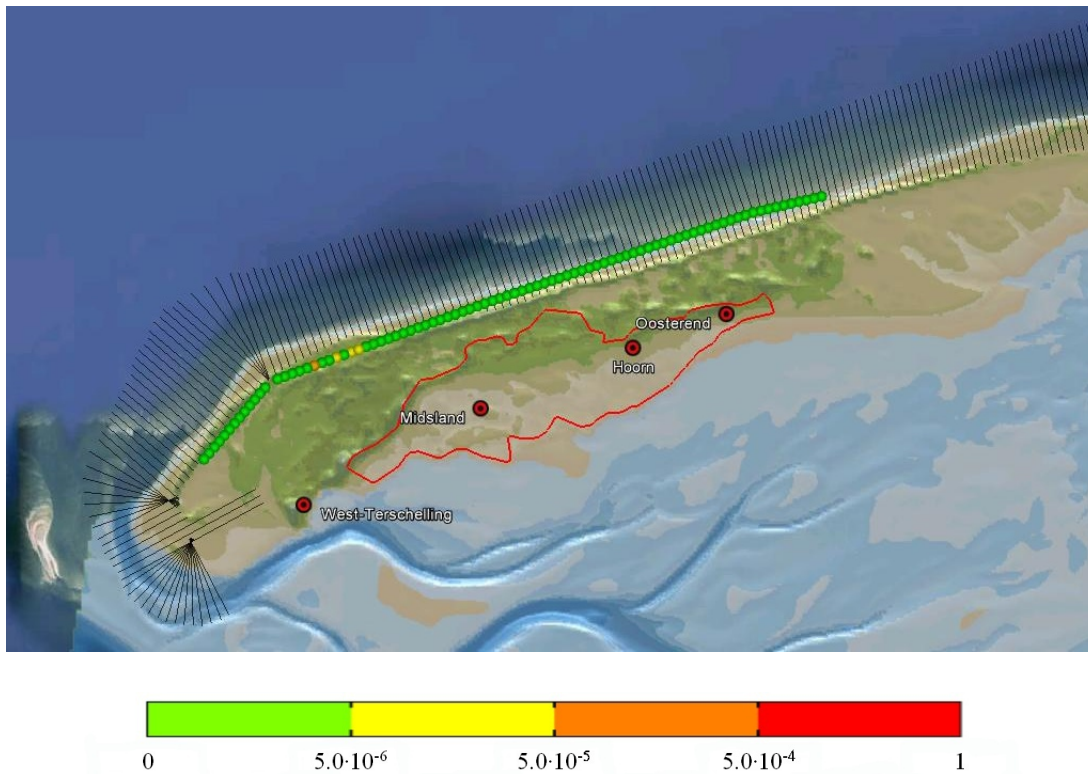 Oosterend
Hoorn
Midsland
West-Terschelling
0 5.0·10⁻⁶ 5.0·10⁻⁵ 5.0·10⁻⁴ 1